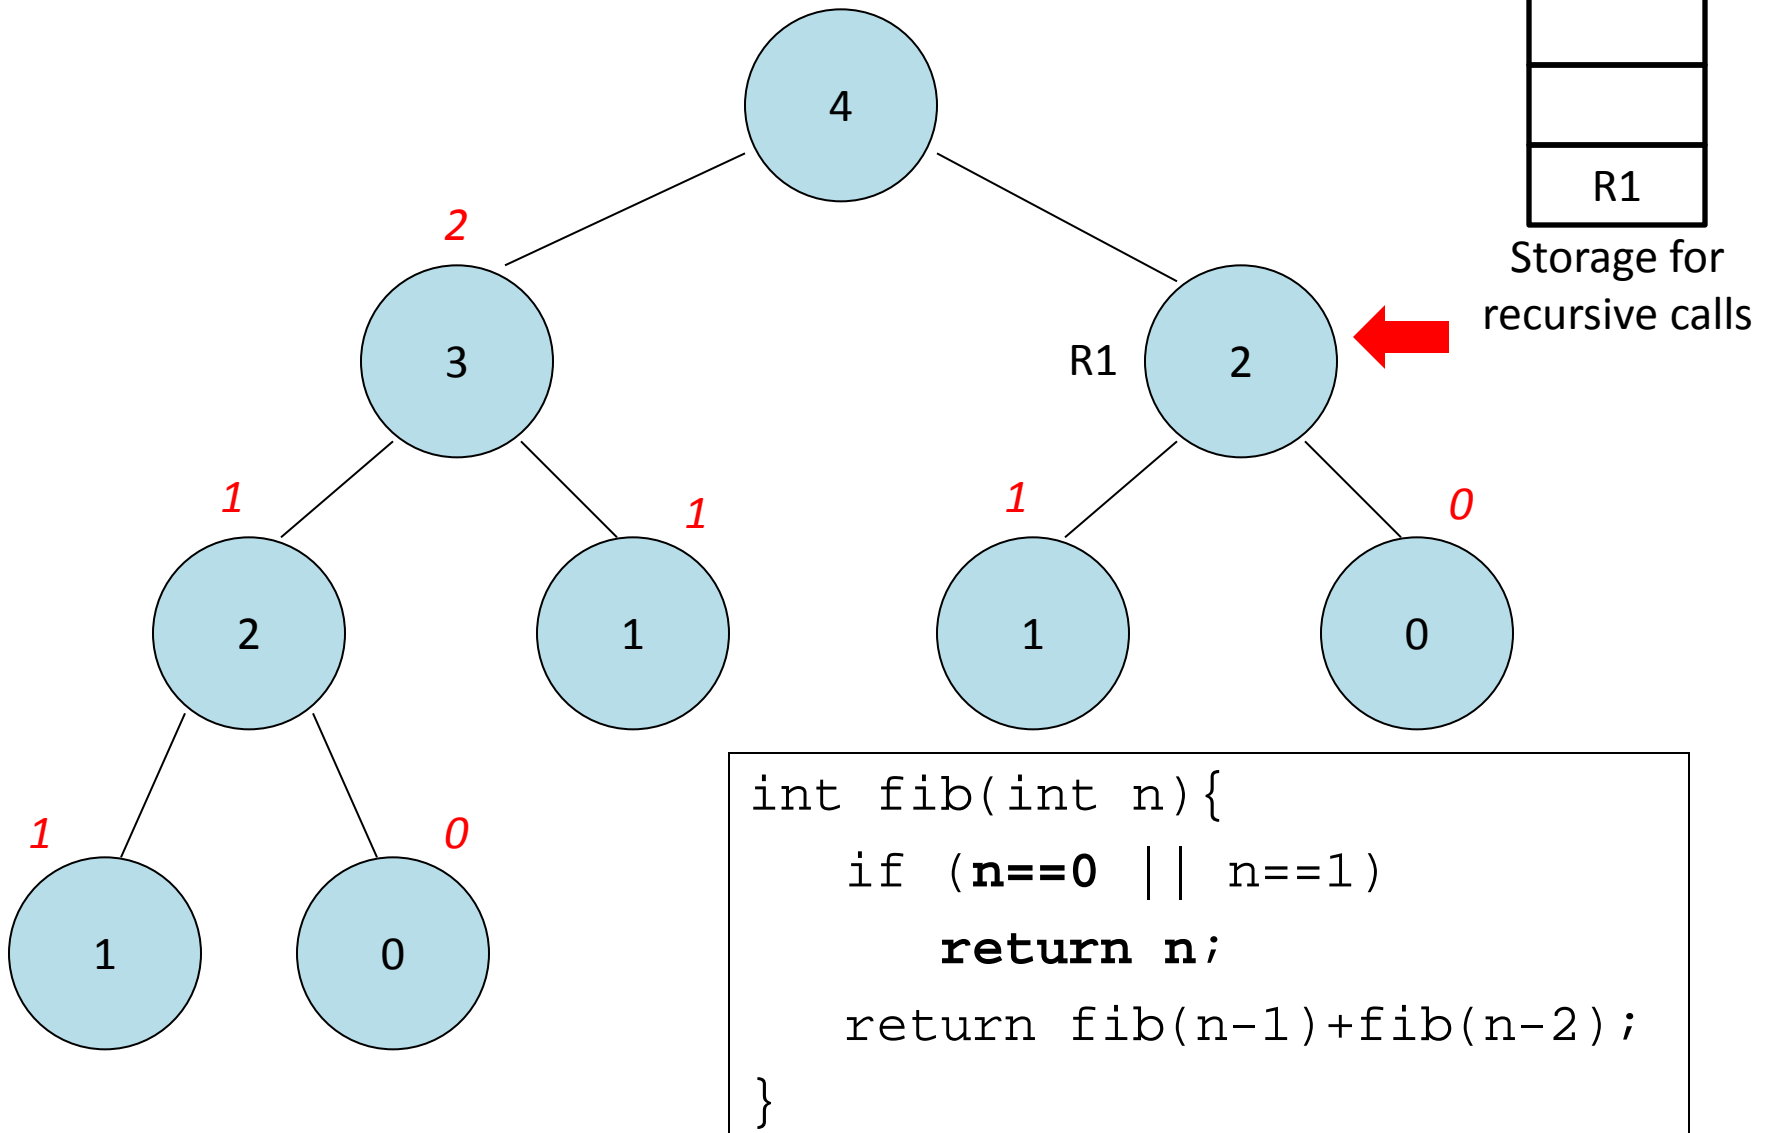 4
R1
Storage for
recursive calls
2
3
R1
2
1
1
1
0
2
1
1
0
1
0
1
0
int fib(int n){
if (n==0 || n==1)
return n;
return fib(n-1)+fib(n-2);
}